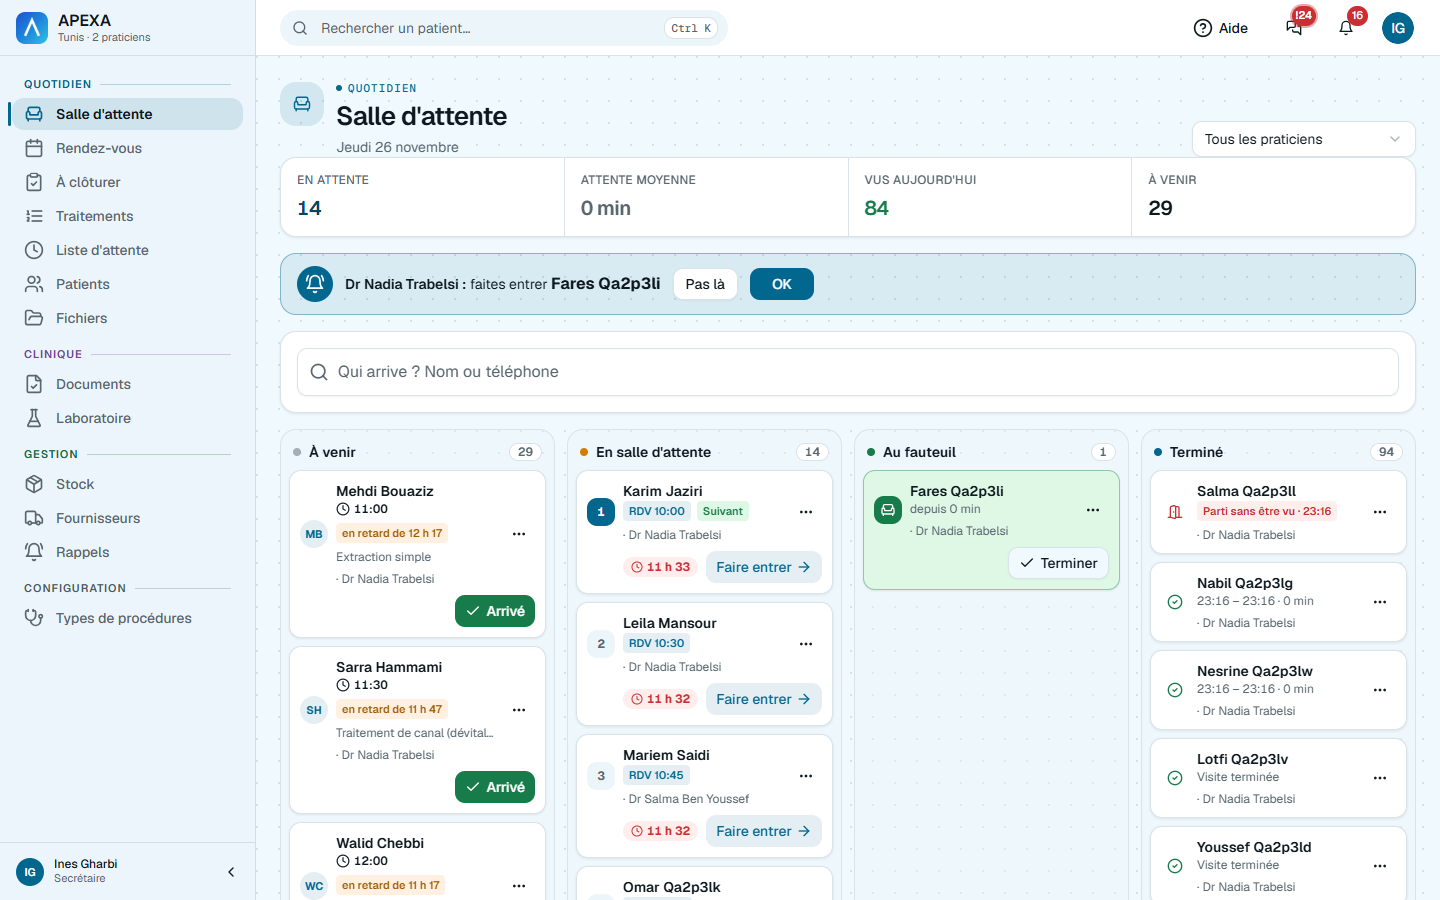 APEXA
Tunis · 2 praticiens
Rechercher un patient...
Ctrl K
Aide
124
16
IG
QUOTIDIEN
Salle d'attente
Rendez-vous
À clôturer
Traitements
Liste d'attente
Patients
Fichiers
CLINIQUE
Documents
Laboratoire
GESTION
Stock
Fournisseurs
Rappels
CONFIGURATION
Types de procédures
IG
Ines Gharbi
Secrétaire
QUOTIDIEN
Salle d'attente
Jeudi 26 novembre
Tous les praticiens
EN ATTENTE
14
ATTENTE MOYENNE
0 min
VUS AUJOURD'HUI
84
À VENIR
29
Dr Nadia Trabelsi : faites entrer Fares Qa2p3li
Pas là
OK
Qui arrive ? Nom ou téléphone
À venir
29
Mehdi Bouaziz
11:00
MB
en retard de 12 h 17
Extraction simple
· Dr Nadia Trabelsi
Arrivé
Sarra Hammami
11:30
SH
en retard de 11 h 47
Traitement de canal (dévital...
· Dr Nadia Trabelsi
Arrivé
Walid Chebbi
12:00
WC
en retard de 11 h 17
En salle d'attente
14
1
Karim Jaziri
RDV 10:00
Suivant
· Dr Nadia Trabelsi
11 h 33
Faire entrer
2
Leila Mansour
RDV 10:30
· Dr Nadia Trabelsi
11 h 32
Faire entrer
3
Mariem Saidi
RDV 10:45
· Dr Salma Ben Youssef
11 h 32
Faire entrer
Omar Qa2p3lk
Au fauteuil
1
Fares Qa2p3li
depuis 0 min
· Dr Nadia Trabelsi
Terminer
Terminé
94
Salma Qa2p3ll
Parti sans être vu · 23:16
· Dr Nadia Trabelsi
Nabil Qa2p3lg
23:16 – 23:16 · 0 min
· Dr Nadia Trabelsi
Nesrine Qa2p3lw
23:16 – 23:16 · 0 min
· Dr Nadia Trabelsi
Lotfi Qa2p3lv
Visite terminée
· Dr Nadia Trabelsi
Youssef Qa2p3ld
Visite terminée
· Dr Nadia Trabelsi